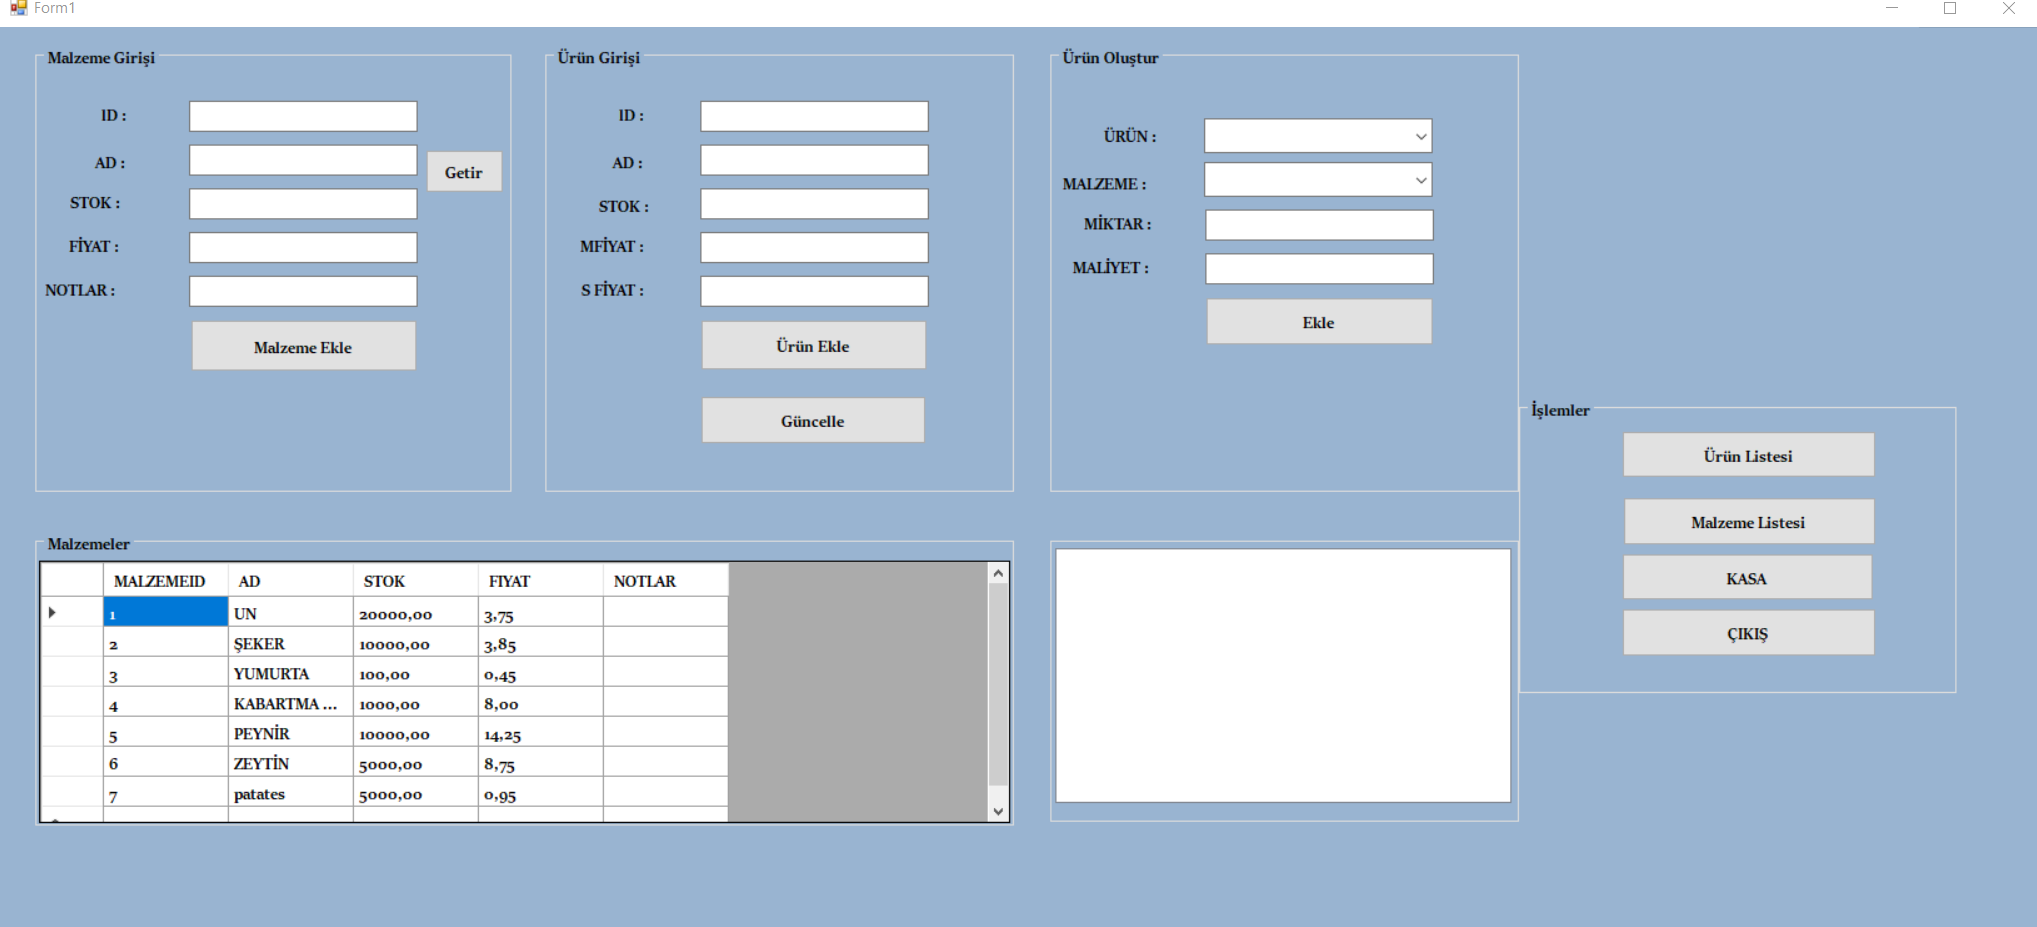 Form1
Malzeme Girişi
ID :
AD :
Getir
STOK :
FİYAT :
NOTLAR :
Malzeme Ekle
Ürün Girişi
ID :
AD :
STOK :
MFİYAT :
S FİYAT :
Ürün Ekle
Güncelle
Ürün Oluştur
ÜRÜN :
MALZEME :
MİKTAR :
MALİYET :
Ekle
İşlemler
Ürün Listesi
Malzeme Listesi
KASA
ÇIKIŞ
Malzemeler
MALZEMEID AD STOK FIYAT NOTLAR
1 UN 20000,00 3,75
2 ŞEKER 10000,00 3,85
3 YUMURTA 100,00 0,45
4 KABARTMA ... 1000,00 8,00
5 PEYNİR 10000,00 14,25
6 ZEYTİN 5000,00 8,75
7 patates 5000,00 0,95